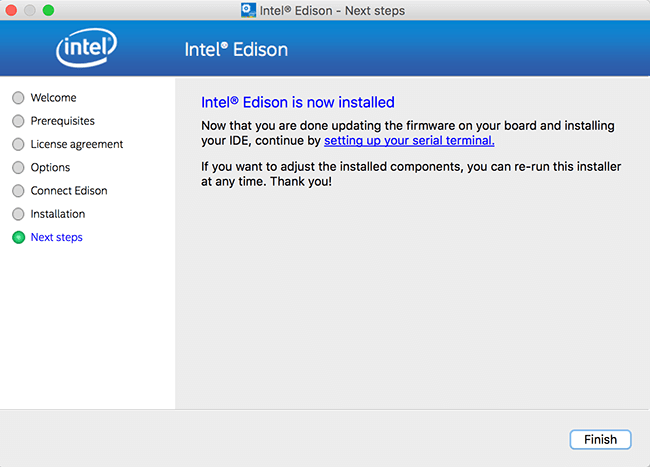 Intel® Edison - Next steps
intel®
Intel® Edison
Welcome
Prerequisites
License agreement
Options
Connect Edison
Installation
Next steps
Intel® Edison is now installed
Now that you are done updating the firmware on your board and installing
your IDE, continue by setting up your serial terminal.
If you want to adjust the installed components, you can re-run this installer
at any time. Thank you!
Finish